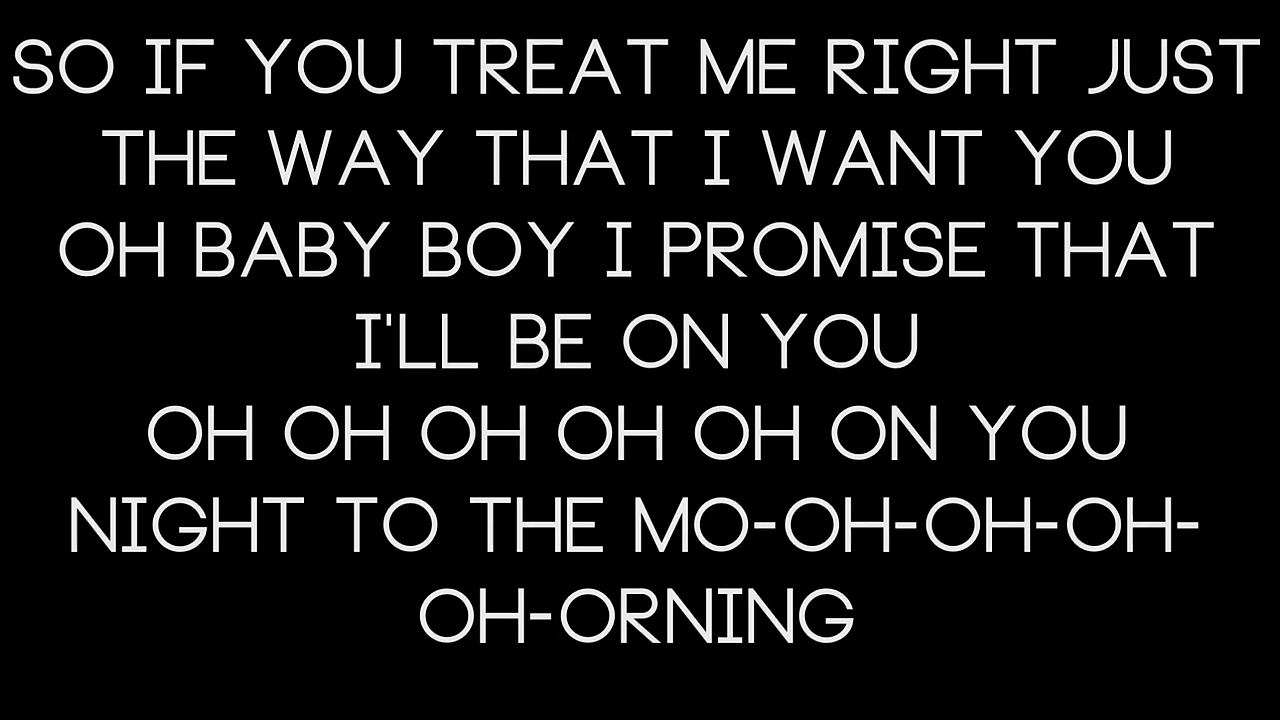 SO IF YOU TREAT ME RIGHT JUST
THE WAY THAT I WANT YOU
OH BABY BOY I PROMISE THAT
I'LL BE ON YOU
OH OH OH OH OH ON YOU
NIGHT TO THE MO-OH-OH-OH-
OH-ORNING